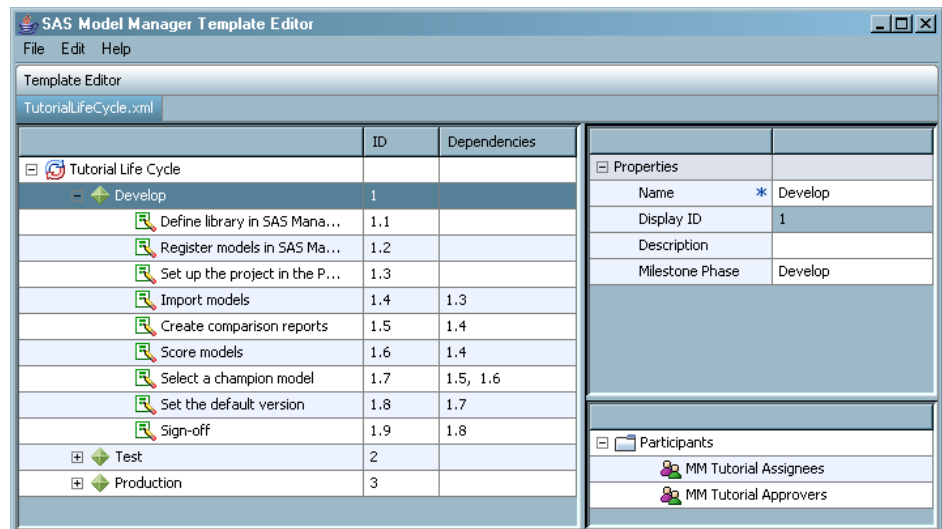 SAS Model Manager Template Editor
File Edit Help
Template Editor
TutorialLifeCycle.xml
ID Dependencies
Tutorial Life Cycle
Develop 1
Define library in SAS Mana... 1.1
Register models in SAS Ma... 1.2
Set up the project in the P... 1.3
Import models 1.4 1.3
Create comparison reports 1.5 1.4
Score models 1.6 1.4
Select a champion model 1.7 1.5, 1.6
Set the default version 1.8 1.7
Sign-off 1.9 1.8
Test 2
Production 3
Properties
Name * Develop
Display ID 1
Description
Milestone Phase Develop
Participants
MM Tutorial Assignees
MM Tutorial Approvers